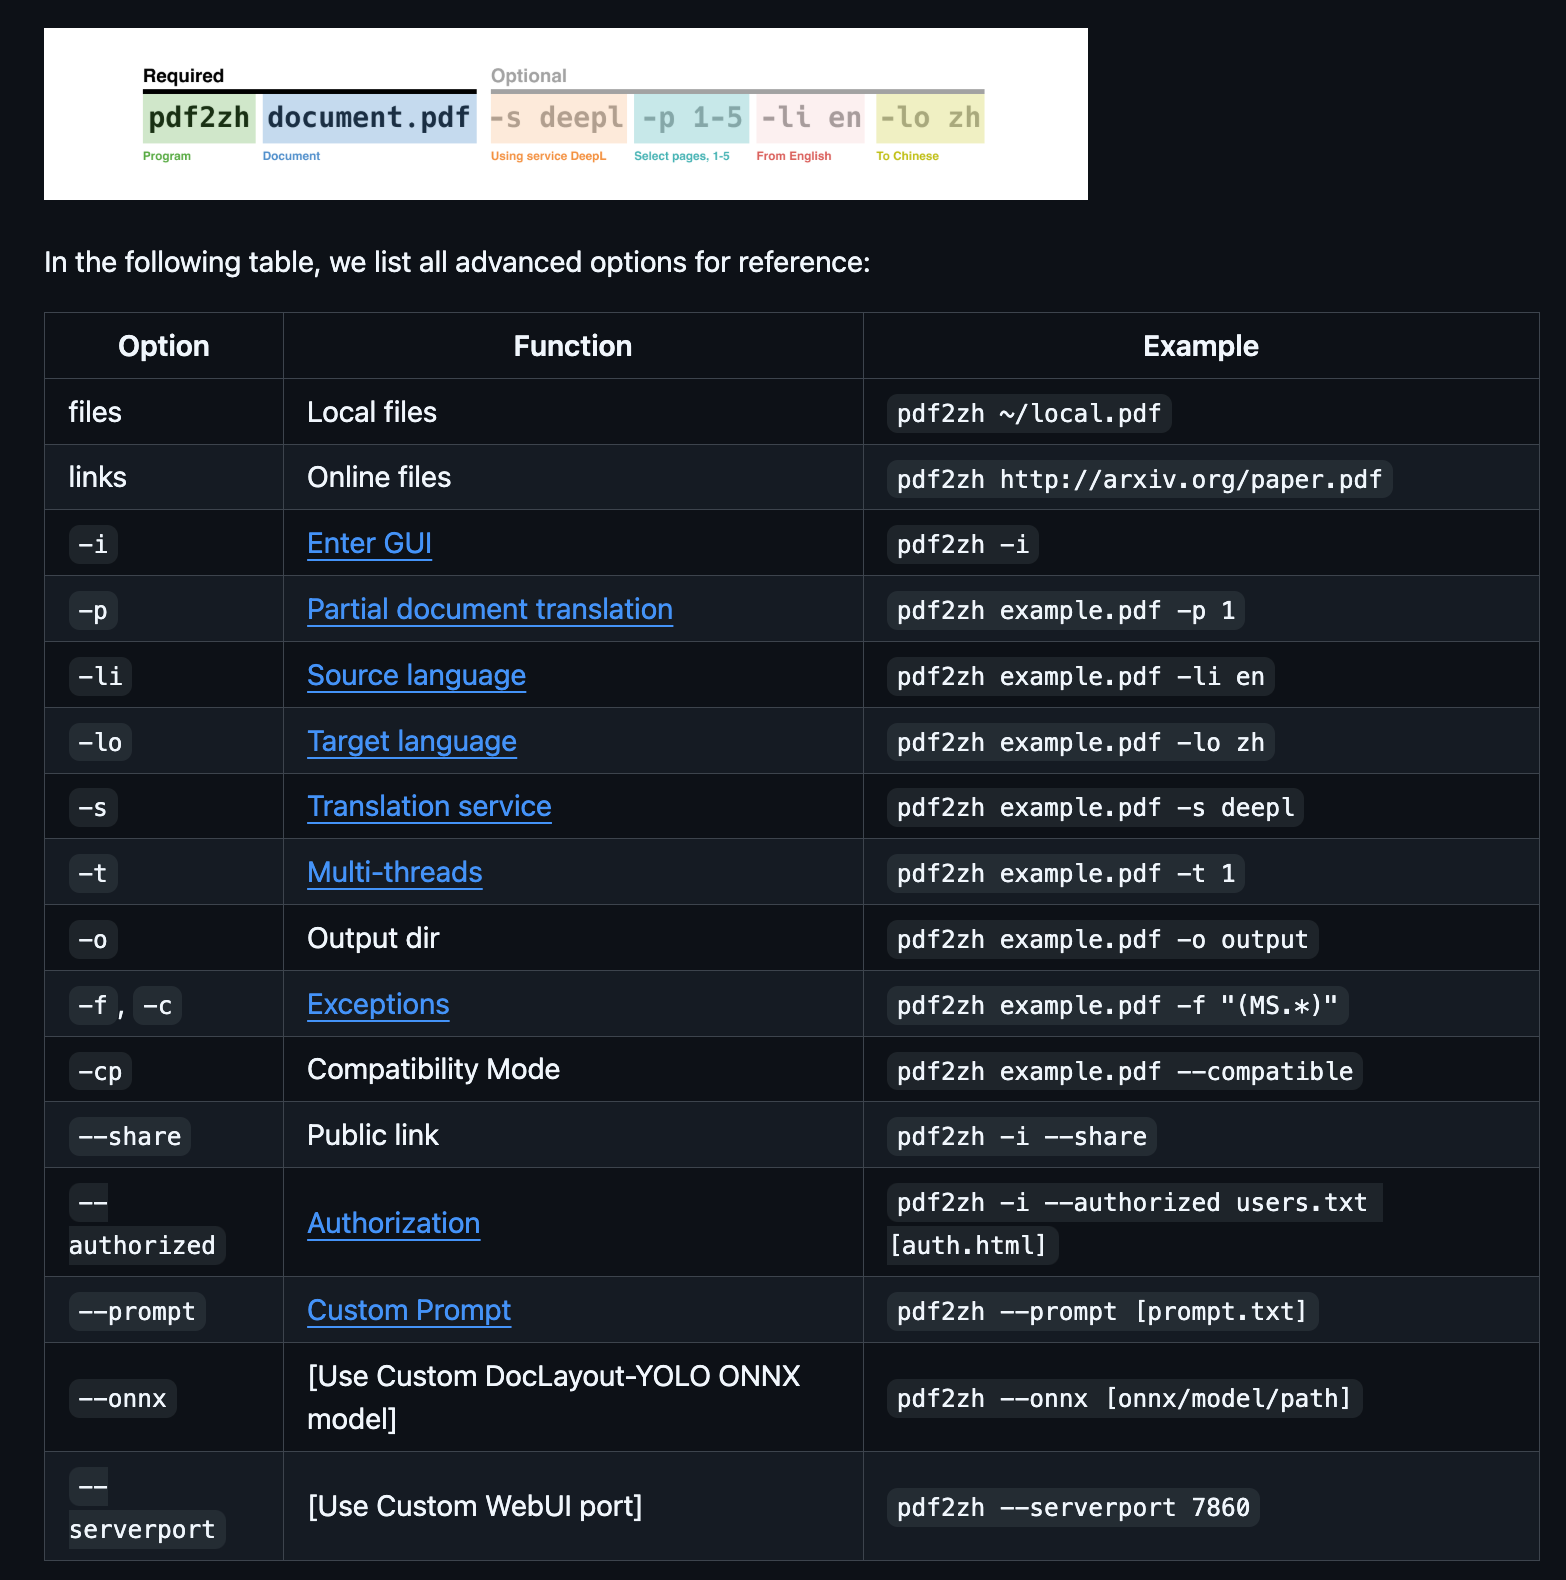 Required Optional
pdf2zh document.pdf -s deepl -p 1-5 -li en -lo zh
Program Document Using service DeepL Select pages, 1-5 From English To Chinese
In the following table, we list all advanced options for reference:
Option Function Example
files Local files pdf2zh ~/local.pdf
links Online files pdf2zh http://arxiv.org/paper.pdf
-i Enter GUI pdf2zh -i
-p Partial document translation pdf2zh example.pdf -p 1
-li Source language pdf2zh example.pdf -li en
-lo Target language pdf2zh example.pdf -lo zh
-s Translation service pdf2zh example.pdf -s deepl
-t Multi-threads pdf2zh example.pdf -t 1
-o Output dir pdf2zh example.pdf -o output
-f, -c Exceptions pdf2zh example.pdf -f "(MS.*)"
-cp Compatibility Mode pdf2zh example.pdf --compatible
--share Public link pdf2zh -i --share
--
authorized Authorization pdf2zh -i --authorized users.txt
[auth.html]
--prompt Custom Prompt pdf2zh --prompt [prompt.txt]
--onnx [Use Custom DocLayout-YOLO ONNX
model] pdf2zh --onnx [onnx/model/path]
--
serverport [Use Custom WebUI port] pdf2zh --serverport 7860